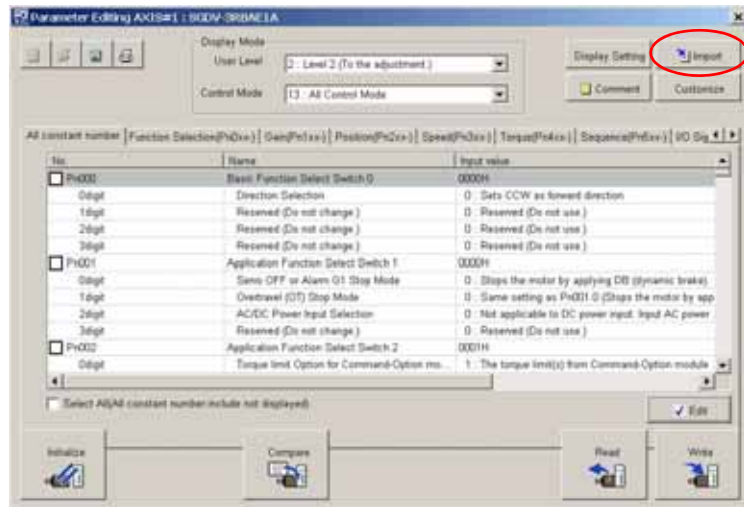 Parameter Editing AXIS#1 : SGDV-3R8AE1A
Display Mode
User Level
2 : Level 2 (To the adjustment.)
Control Mode
13 : All Control Mode
Display Setting
Import
Comment
Customize
All constant number
Function Selection(Pn0xx-)
Gain(Pn1xx-)
Position(Pn2xx-)
Speed(Pn3xx-)
Torque(Pn4xx-)
Sequence(Pn5xx-)
I/O Sig
No. Name Input value
Pn000 Basic Function Select Switch 0 0000H
0digit Direction Selection 0 : Sets CCW as forward direction
1digit Reserved (Do not change.) 0 : Reserved (Do not use.)
2digit Reserved (Do not change.) 0 : Reserved (Do not use.)
3digit Reserved (Do not change.) 0 : Reserved (Do not use.)
Pn001 Application Function Select Switch 1 0000H
0digit Servo OFF or Alarm G1 Stop Mode 0 : Stops the motor by applying DB (dynamic brake).
1digit Overtravel (OT) Stop Mode 0 : Same setting as Pn001.0 (Stops the motor by app
2digit AC/DC Power Input Selection 0 : Not applicable to DC power input. Input AC power
3digit Reserved (Do not change.) 0 : Reserved (Do not use.)
Pn002 Application Function Select Switch 2 0001H
0digit Torque limit Option for Command-Option mo... 1 : The torque limit(s) from Command-Option module
Select All(All constant number include not displayed)
Edit
Initialize
Compare
Read
Write